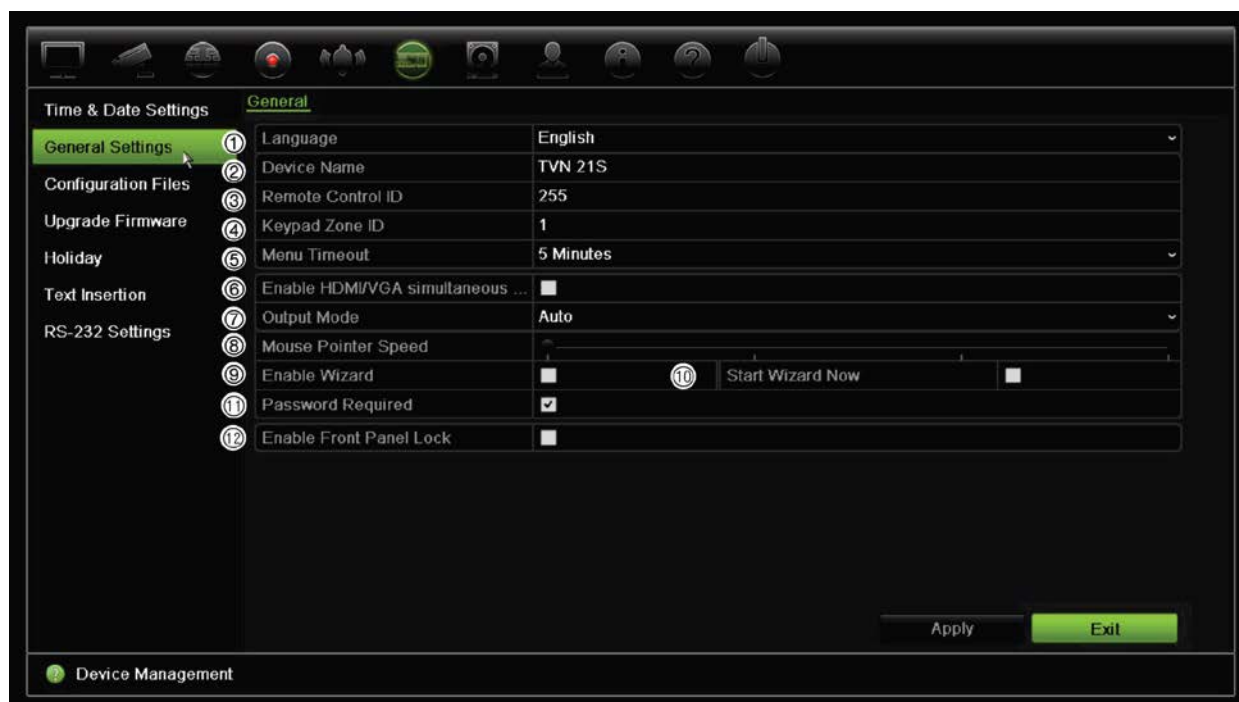 Time & Date Settings
General Settings
Configuration Files
Upgrade Firmware
Holiday
Text Insertion
RS-232 Settings
General
① Language English
② Device Name TVN 21S
③ Remote Control ID 255
④ Keypad Zone ID 1
⑤ Menu Timeout 5 Minutes
⑥ Enable HDMI/VGA simultaneous ...
⑦ Output Mode Auto
⑧ Mouse Pointer Speed
⑨ Enable Wizard ⑩ Start Wizard Now
⑪ Password Required
⑫ Enable Front Panel Lock
Apply Exit
? Device Management